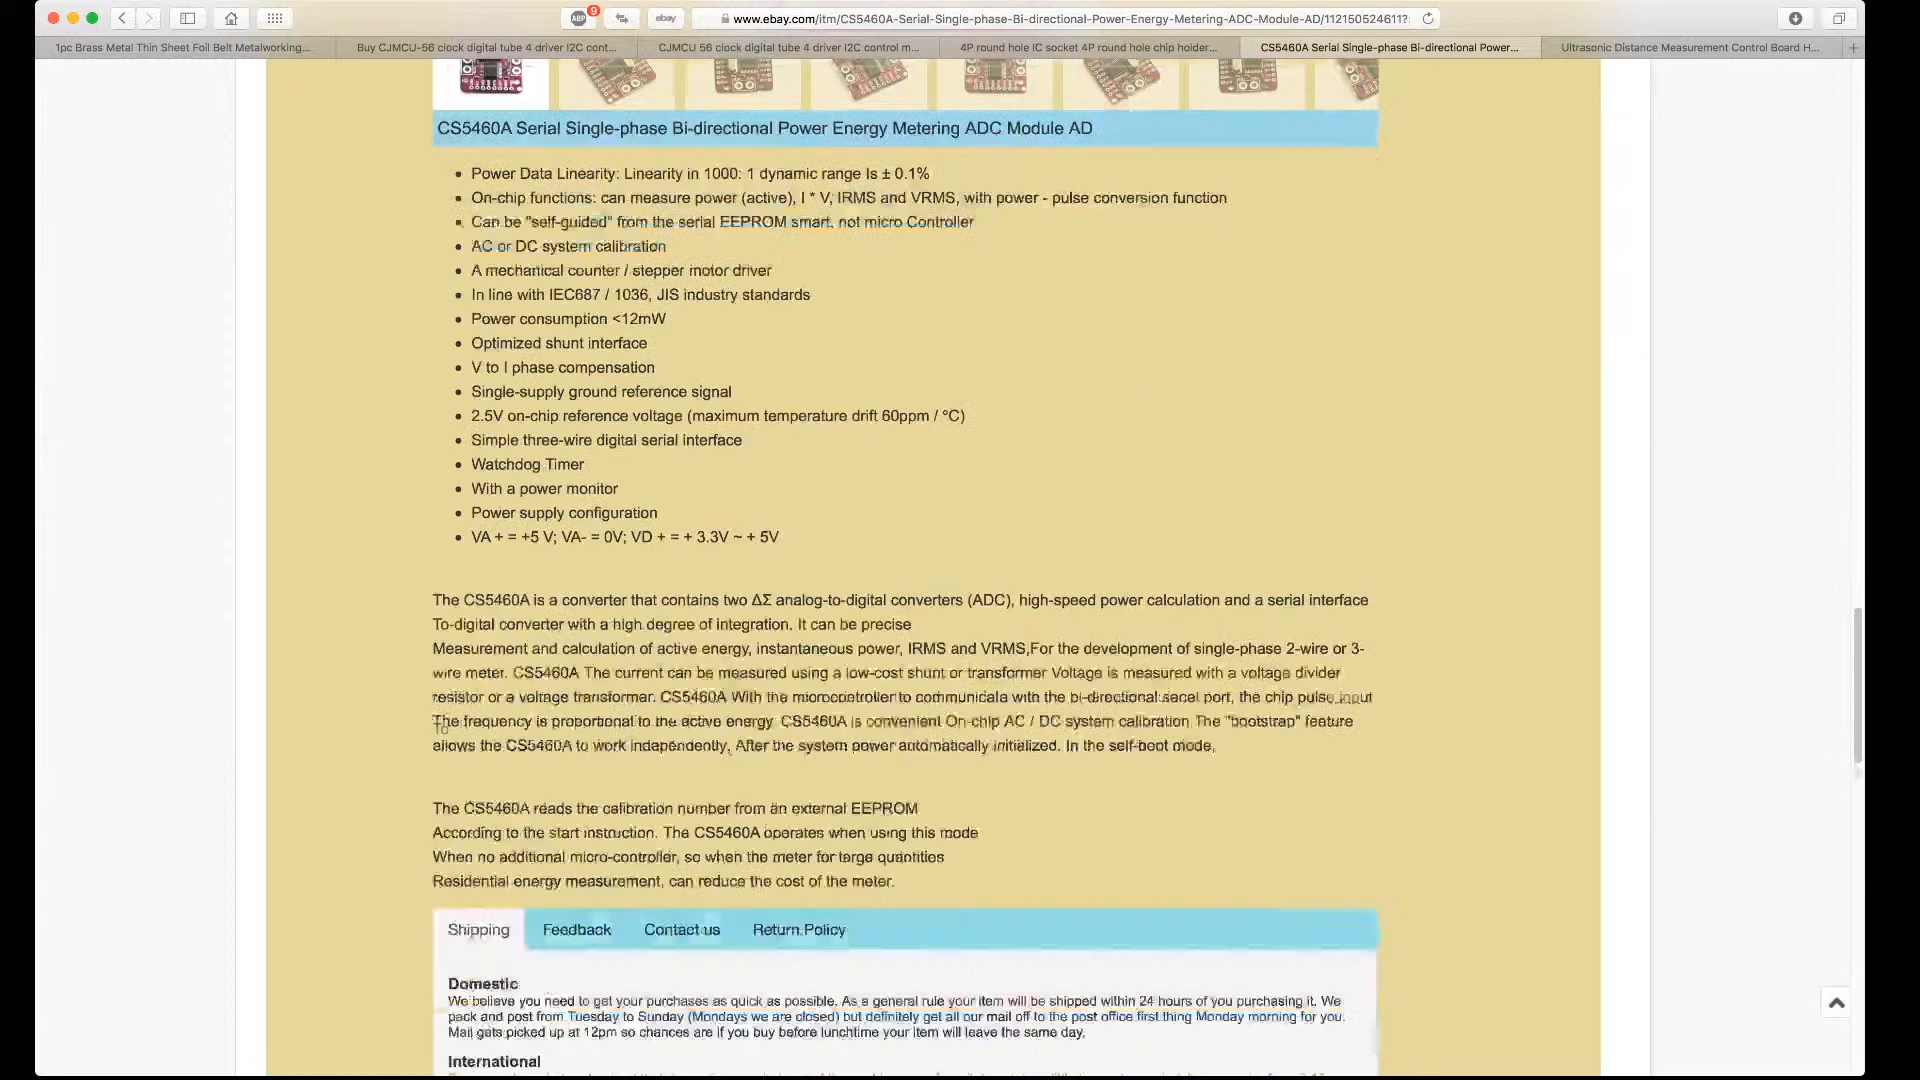 ABP
9
ebay
www.ebay.com/itm/CS5460A-Serial-Single-phase-Bi-directional-Power-Energy-Metering-ADC-Module-AD/112150524611?
1pc Brass Metal Thin Sheet Foil Belt Metalworking...
Buy CJMCU-56 clock digital tube 4 driver I2C cont...
CJMCU 56 clock digital tube 4 driver I2C control m...
4P round hole IC socket 4P round hole chip holder...
CS5460A Serial Single-phase Bi-directional Power...
Ultrasonic Distance Measurement Control Board H...
CS5460A Serial Single-phase Bi-directional Power Energy Metering ADC Module AD
Power Data Linearity: Linearity in 1000: 1 dynamic range Is ± 0.1%
On-chip functions: can measure power (active), I * V, IRMS and VRMS, with power - pulse conversion function
Can be "self-guided" from the serial EEPROM smart, not micro Controller
AC or DC system calibration
A mechanical counter / stepper motor driver
In line with IEC687 / 1036, JIS industry standards
Power consumption <12mW
Optimized shunt interface
V to I phase compensation
Single-supply ground reference signal
2.5V on-chip reference voltage (maximum temperature drift 60ppm / °C)
Simple three-wire digital serial interface
Watchdog Timer
With a power monitor
Power supply configuration
VA + = +5 V; VA- = 0V; VD + = + 3.3V ~ + 5V
The CS5460A is a converter that contains two ΔΣ analog-to-digital converters (ADC), high-speed power calculation and a serial interface
To-digital converter with a high degree of integration. It can be precise
Measurement and calculation of active energy, instantaneous power, IRMS and VRMS,For the development of single-phase 2-wire or 3-
wire meter. CS5460A The current can be measured using a low-cost shunt or transformer Voltage is measured with a voltage divider
resistor or a voltage transformer. CS5460A With the microcontroller to communicate with the bi-directional serial port, the chip pulse
The frequency is proportional to the active energy. CS5460A is convenient On-chip AC / DC system calibration. The "bootstrap" feature
allows the CS5460A to work independently, After the system power automatically initialized. In the self-boot mode,
The CS5460A reads the calibration number from an external EEPROM
According to the start instruction. The CS5460A operates when using this mode
When no additional micro-controller, so when the meter for large quantities
Residential energy measurement, can reduce the cost of the meter.
Shipping
Feedback
Contact us
Return Policy
Domestic
We believe you need to get your purchases as quick as possible. As a general rule your item will be shipped within 24 hours of you purchasing it. We
pack and post from Tuesday to Sunday (Mondays we are closed) but definitely get all our mail off to the post office first thing Monday morning for you.
Mail gets picked up at 12pm so chances are if you buy before lunchtime your item will leave the same day.
International